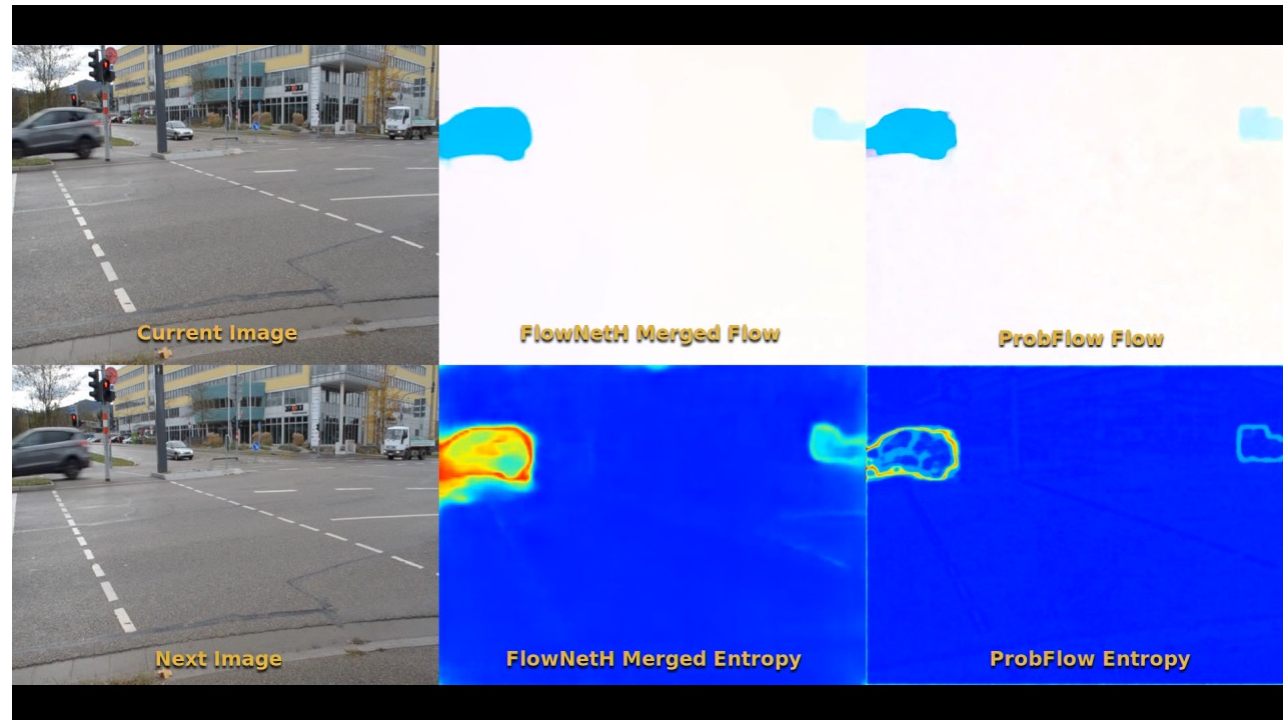 Current Image
FlowNetH Merged Flow
ProbFlow Flow
Next Image
FlowNetH Merged Entropy
ProbFlow Entropy